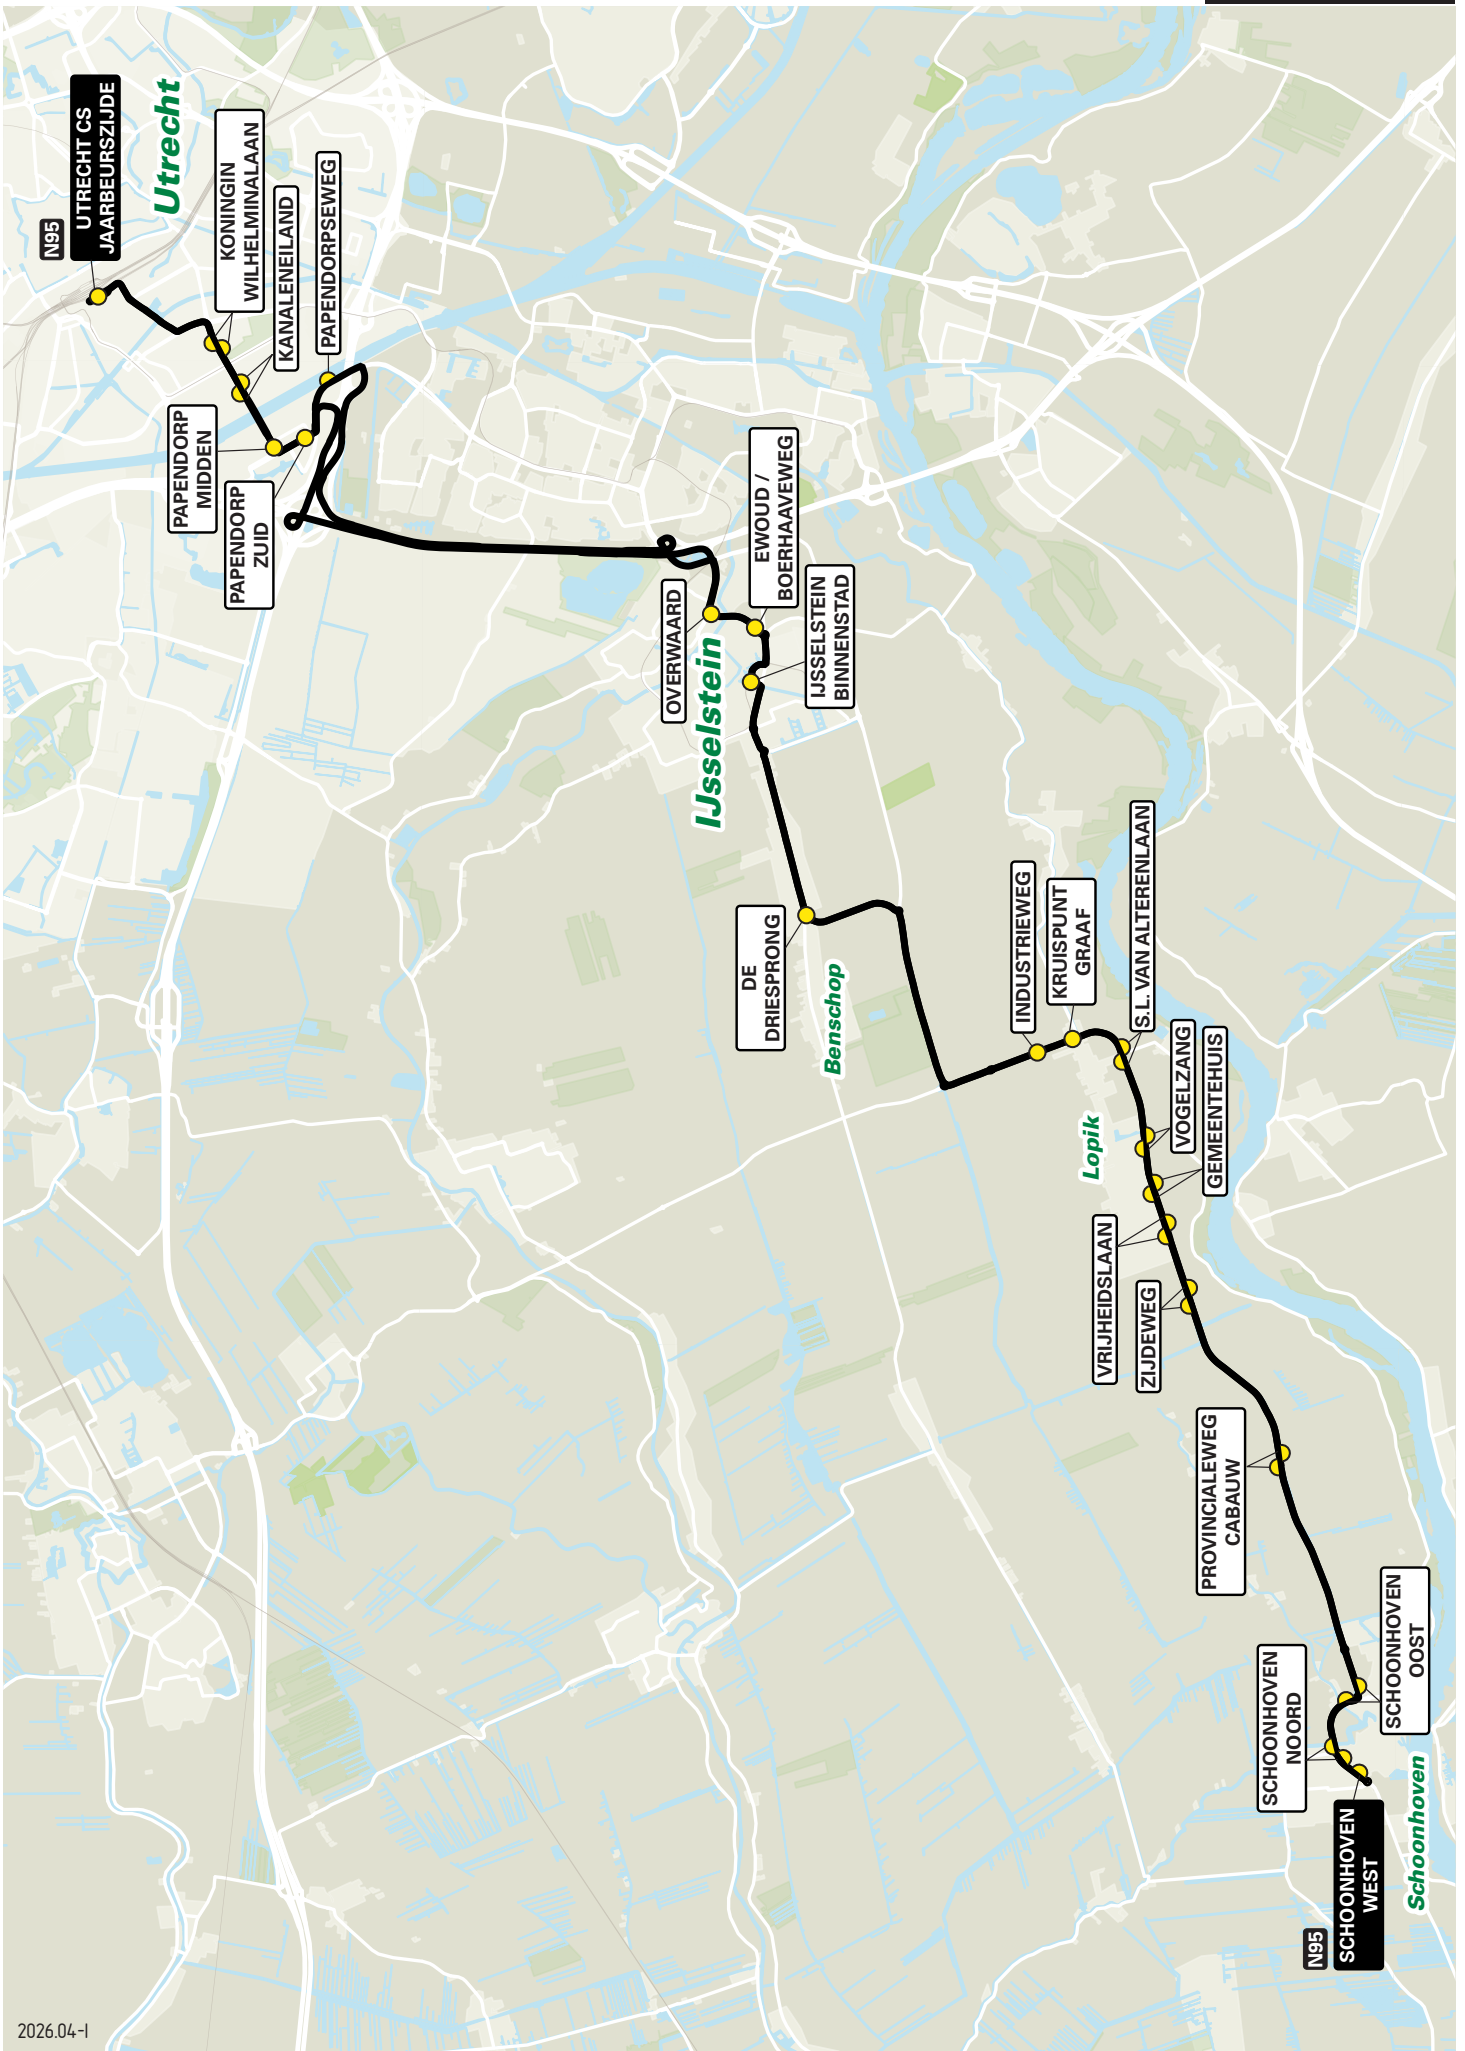 N95
UTRECHT CS
JAARBEURSZIJDE
Utrecht
KONINGIN
WILHELMINALAAN
KANALENEILAND
PAPENDORPSEWEG
PAPENDORP
MIDDEN
PAPENDORP
ZUID
OVERWAARD
EWOUD /
BOERHAAVEWEG
IJSSELSTEIN
BINNENSTAD
IJsselstein
DE
DRIESPRONG
Benschop
INDUSTRIEWEG
KRUISPUNT
GRAAF
S.L. VAN ALTERENLAAN
Lopik
VOGELZANG
GEMEENTEHUIS
VRIJHEIDSLAAN
ZIJDEWEG
PROVINCIALEWEG
CABAUW
SCHOONHOVEN
OOST
SCHOONHOVEN
NOORD
Schoonhoven
N95
SCHOONHOVEN
WEST
2026.04-I